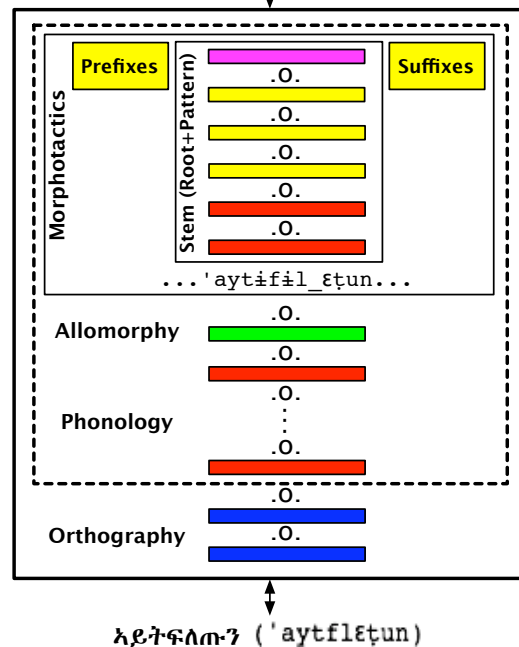 Prefixes
Suffixes
Morphotactics
Stem (Root+Pattern)
.o.
.o.
.o.
.o.
.o.
...'aytɨfɨl_ɛṭun...
.o.
Allomorphy
.o.
.o.
Phonology
.o.
.o.
Orthography
.o.
ኣይትፍለጡን ('aytflɛṭun)